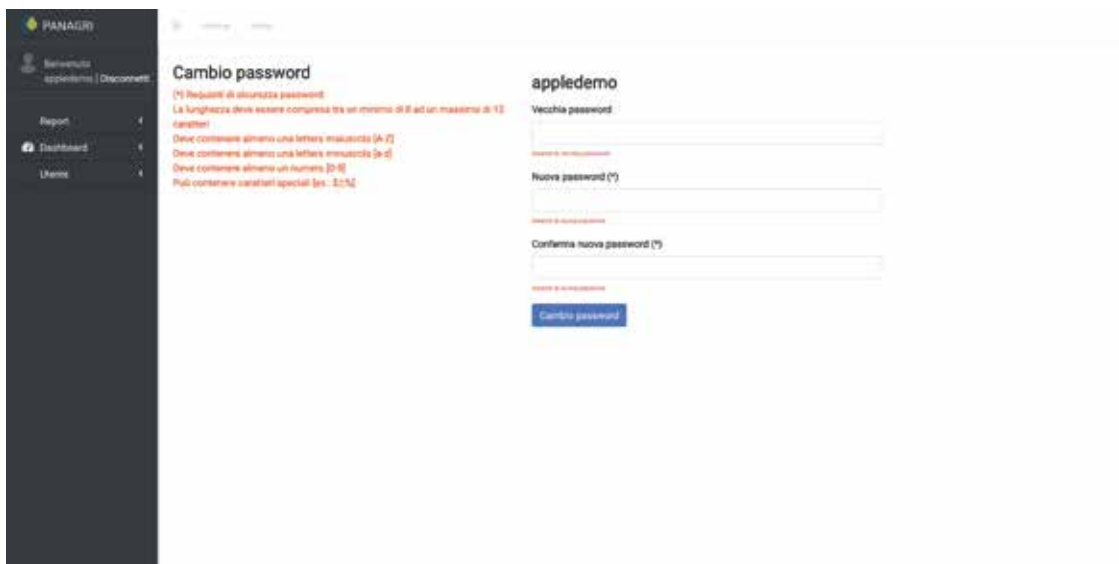 PANAGRI
Benvenuto
appledemo | Disconnetti
Report
Dashboard
Utente
Cambio password
(*) Requisiti di sicurezza password:
La lunghezza deve essere compresa tra un minimo di 8 ad un massimo di 12
caratteri
Deve contenere almeno una lettera maiuscola [A-Z]
Deve contenere almeno una lettera minuscola [a-z]
Deve contenere almeno un numero [0-9]
Può contenere caratteri speciali
appledemo
Vecchia password
Nuova password (*)
Conferma nuova password (*)
Cambio password